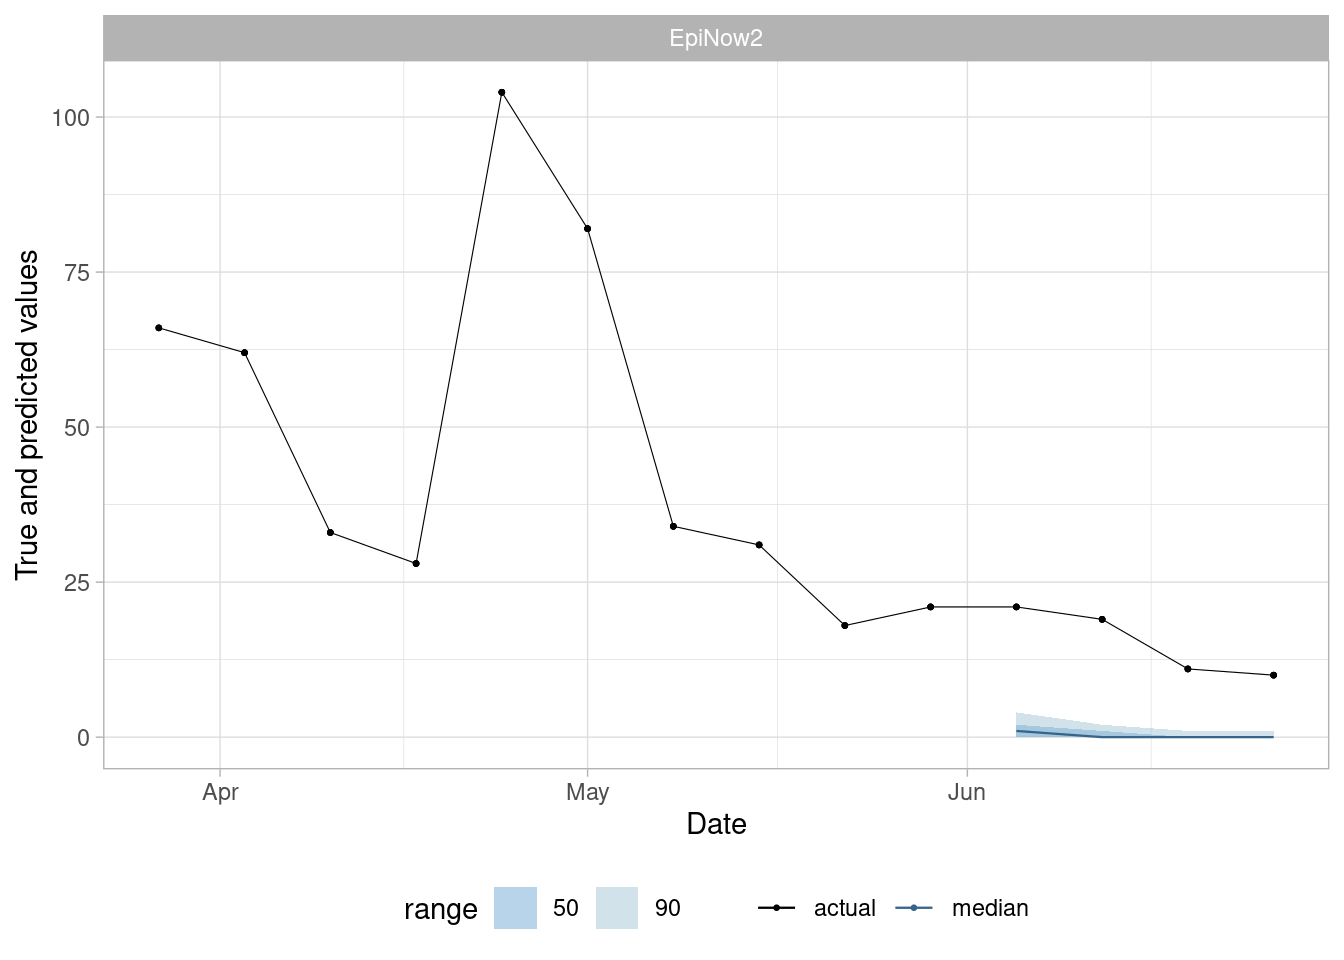 EpiNow2
True and predicted values
100
75
50
25
0
Apr May Jun
Date
range 50 90 actual median